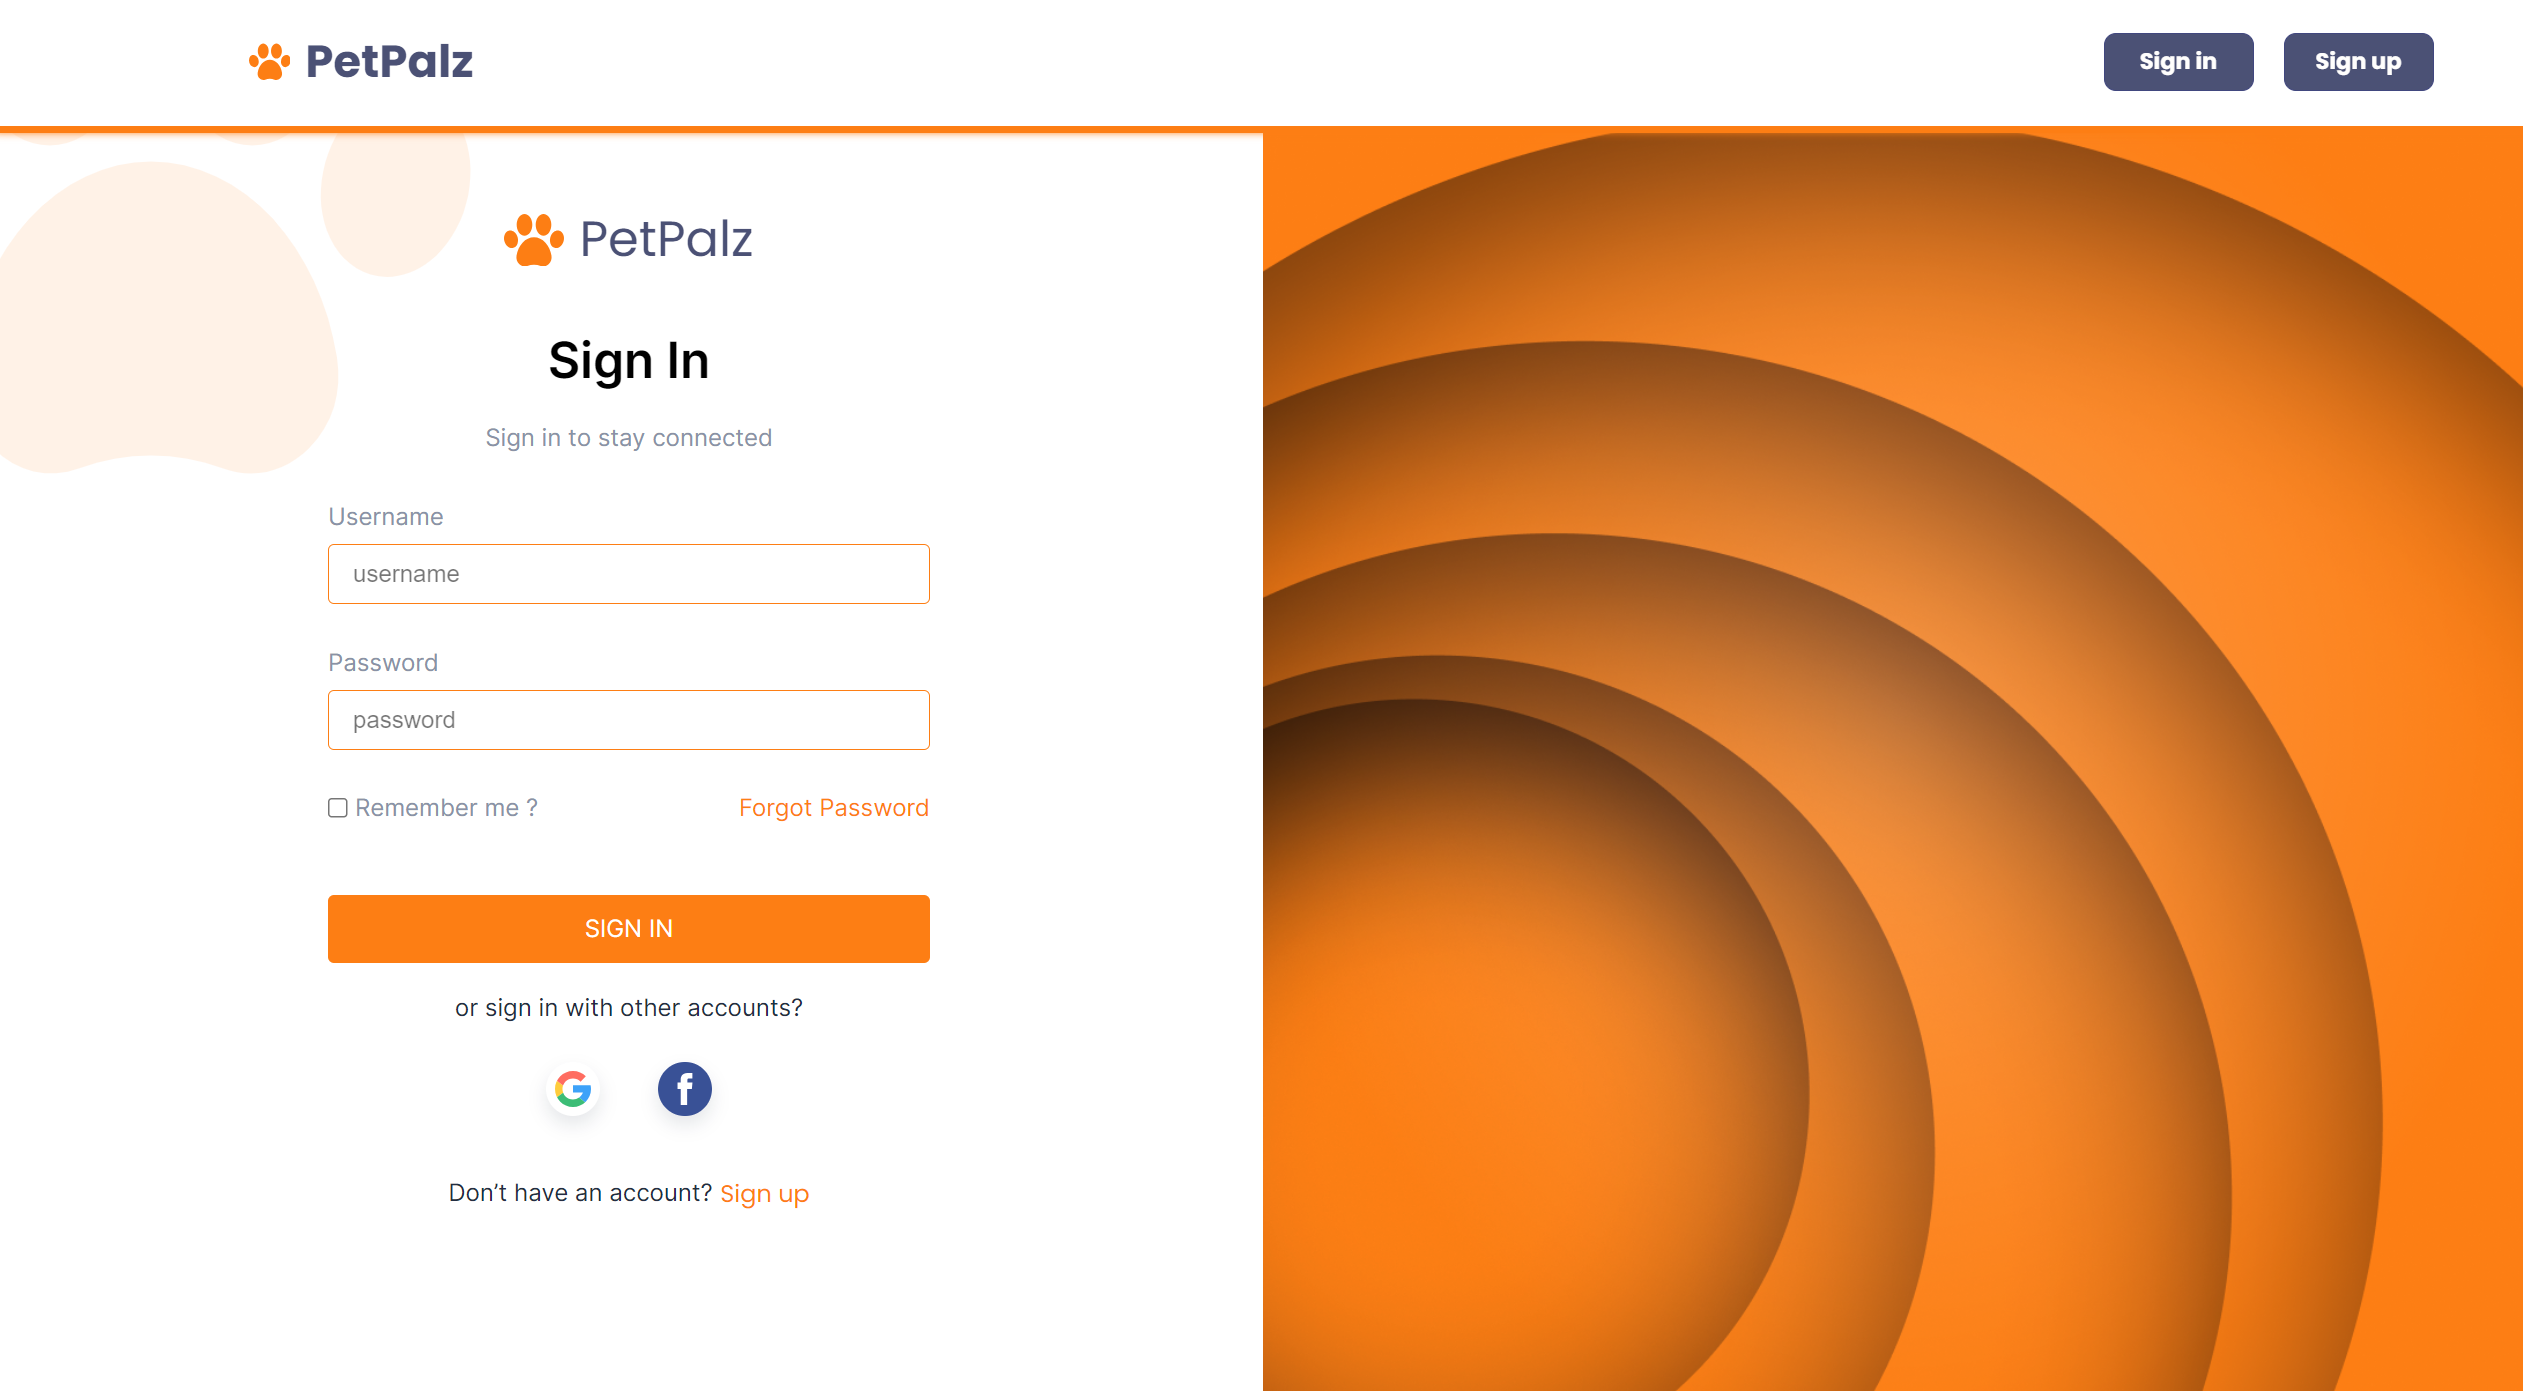 PetPalz
Sign in
Sign up
PetPalz
Sign In
Sign in to stay connected
Username
username
Password
password
Remember me ?
Forgot Password
SIGN IN
or sign in with other accounts?
G
f
Don’t have an account? Sign up